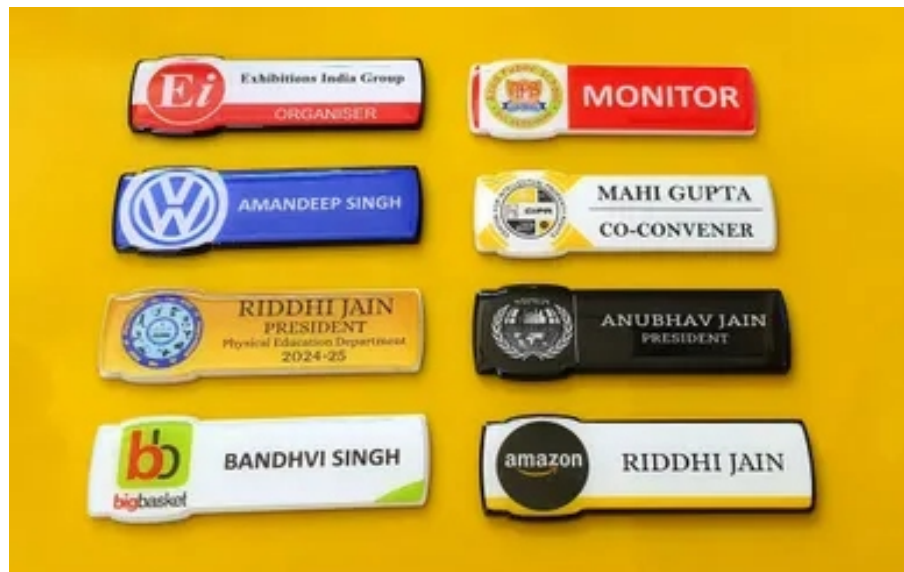 Ei
Exhibitions India Group
ORGANISER
MONITOR
AMANDEEP SINGH
MAHI GUPTA
CO-CONVENER
RIDDHI JAIN
PRESIDENT
Physical Education Department
2024-25
ANUBHAV JAIN
PRESIDENT
bb
bigbasket
BANDHVI SINGH
amazon
RIDDHI JAIN